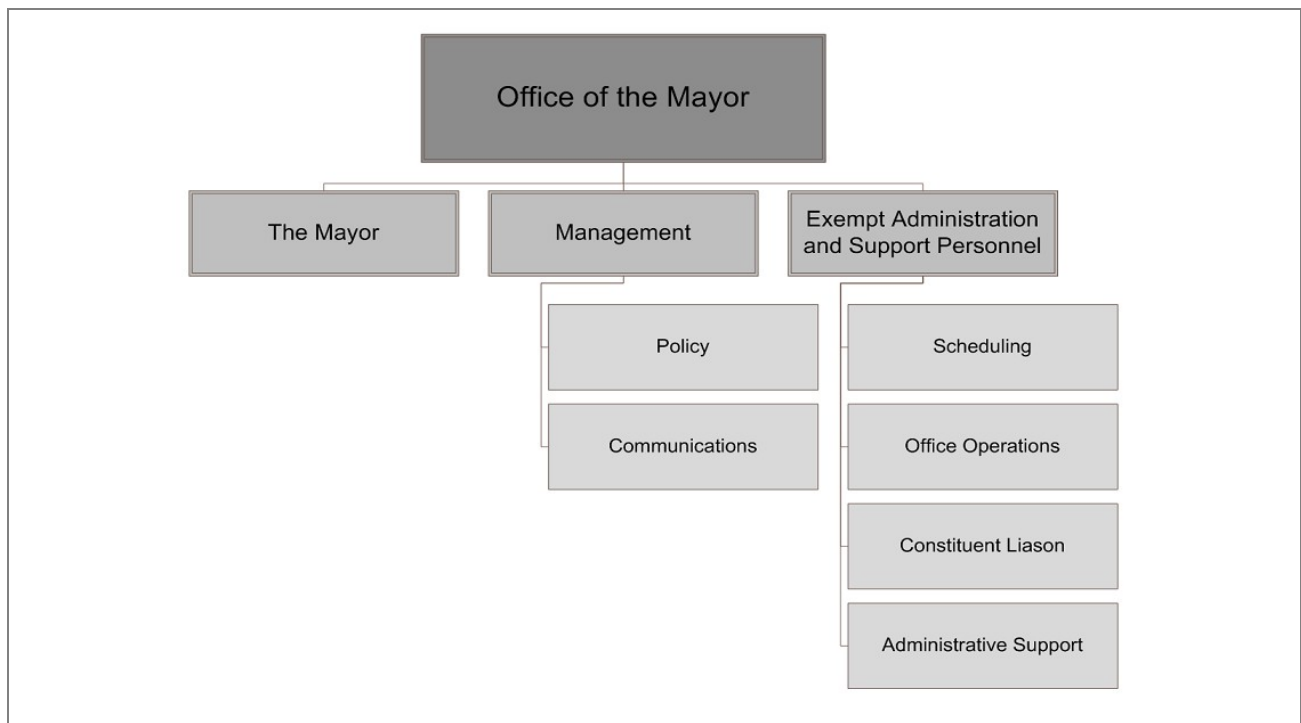 Office of the Mayor
The Mayor
Management
Exempt Administration
and Support Personnel
Policy
Communications
Scheduling
Office Operations
Constituent Liason
Administrative Support